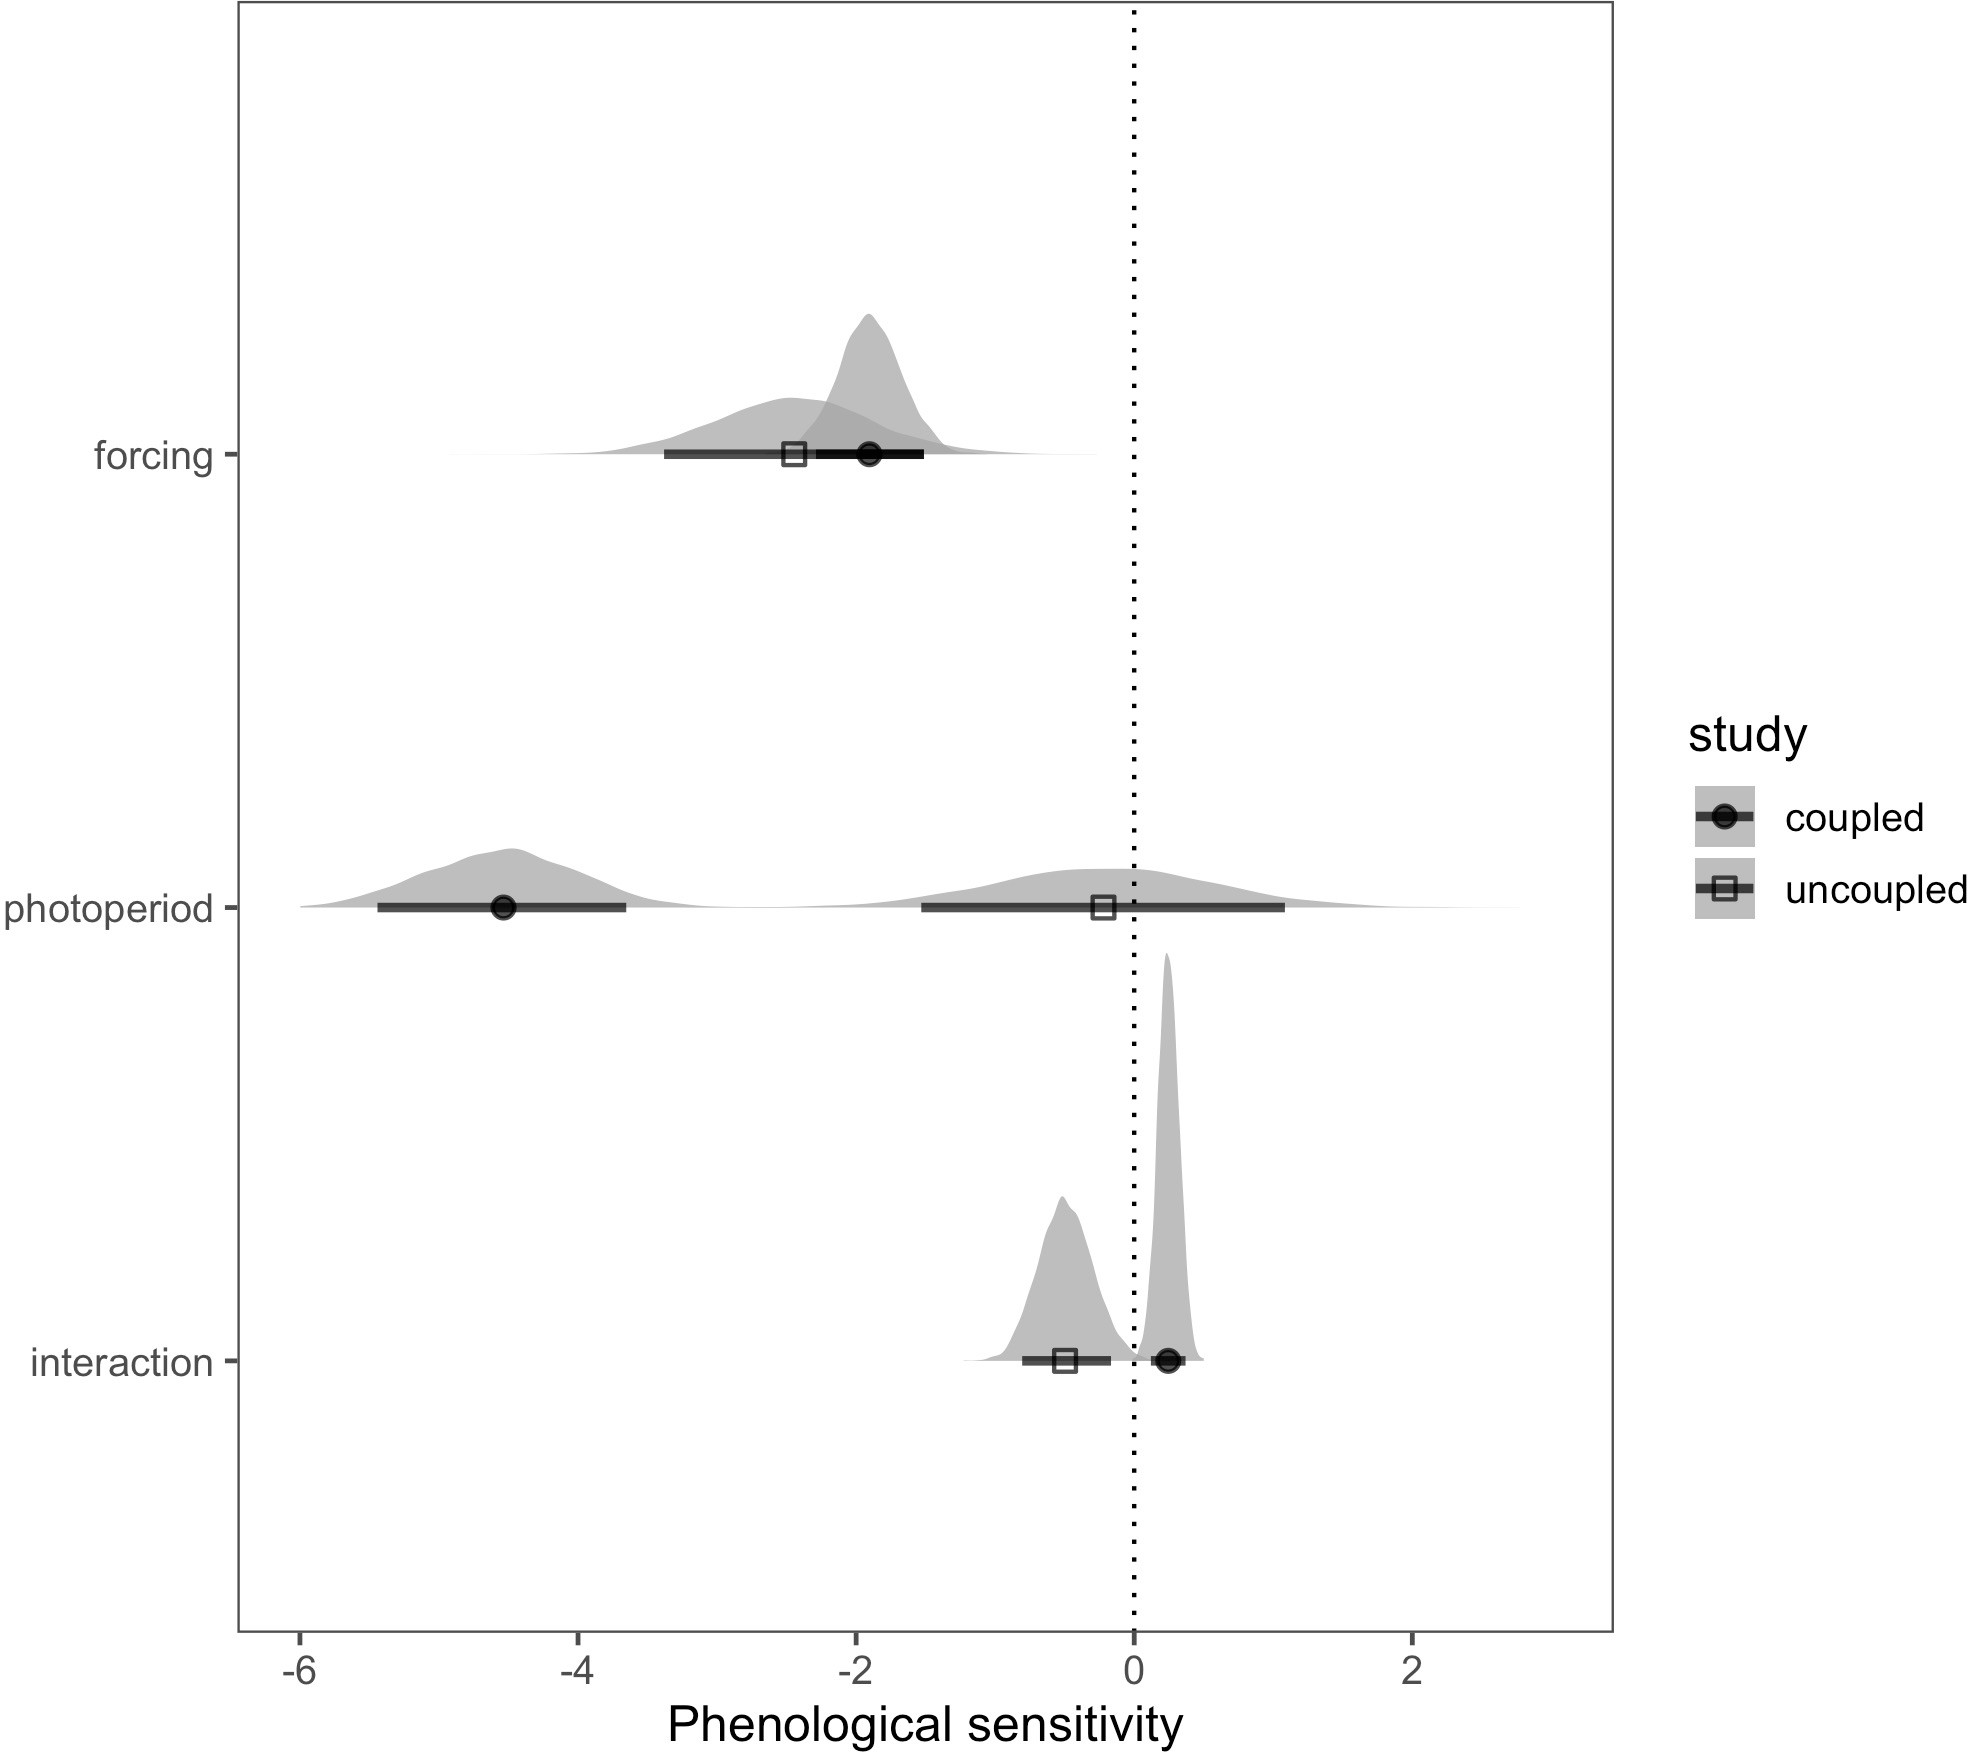 forcing
photoperiod
interaction
-6 -4 -2 0 2
Phenological sensitivity
study
coupled
uncoupled